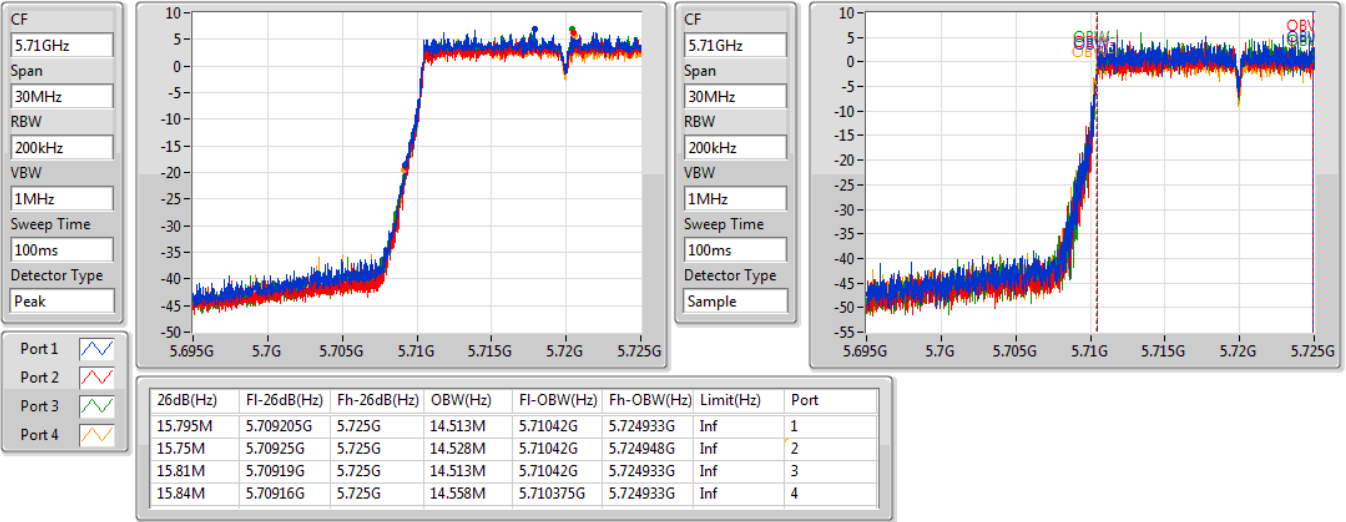 CF
5.71GHz
Span
30MHz
RBW
200kHz
VBW
1MHz
Sweep Time
100ms
Detector Type
Peak
10
5
0
-5
-10
-15
-20
-25
-30
-35
-40
-45
-50
5.695G 5.7G 5.705G 5.71G 5.715G 5.72G 5.725G
CF
5.71GHz
Span
30MHz
RBW
200kHz
VBW
1MHz
Sweep Time
100ms
Detector Type
Sample
10
5
0
-5
-10
-15
-20
-25
-30
-35
-40
-45
-50
-55
5.695G 5.7G 5.705G 5.71G 5.715G 5.72G 5.725G
Port 1
Port 2
Port 3
Port 4
26dB(Hz) Fl-26dB(Hz) Fh-26dB(Hz) OBW(Hz) Fl-OBW(Hz) Fh-OBW(Hz) Limit(Hz) Port
15.795M 5.709205G 5.725G 14.513M 5.71042G 5.724933G Inf 1
15.75M 5.70925G 5.725G 14.528M 5.71042G 5.724948G Inf 2
15.81M 5.70919G 5.725G 14.513M 5.71042G 5.724933G Inf 3
15.84M 5.70916G 5.725G 14.558M 5.710375G 5.724933G Inf 4